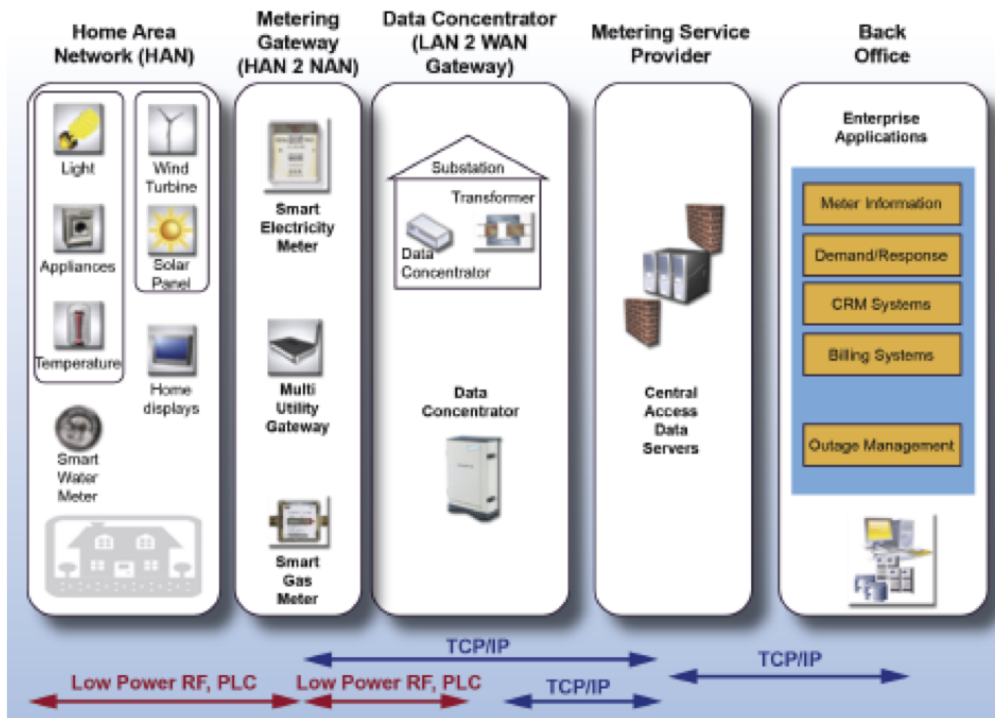 Home Area
Network (HAN)
Metering
Gateway
(HAN 2 NAN)
Data Concentrator
(LAN 2 WAN
Gateway)
Metering Service
Provider
Back
Office
Light
Wind
Turbine
Appliances
Solar
Panel
Temperature
Home
displays
Smart
Water
Meter
Smart
Electricity
Meter
Multi
Utility
Gateway
Smart
Gas
Meter
Substation
Transformer
Data
Concentrator
Data
Concentrator
Central
Access
Data
Servers
Enterprise
Applications
Meter Information
Demand/Response
CRM Systems
Billing Systems
Outage Management
TCP/IP
TCP/IP
Low Power RF, PLC
Low Power RF, PLC
TCP/IP